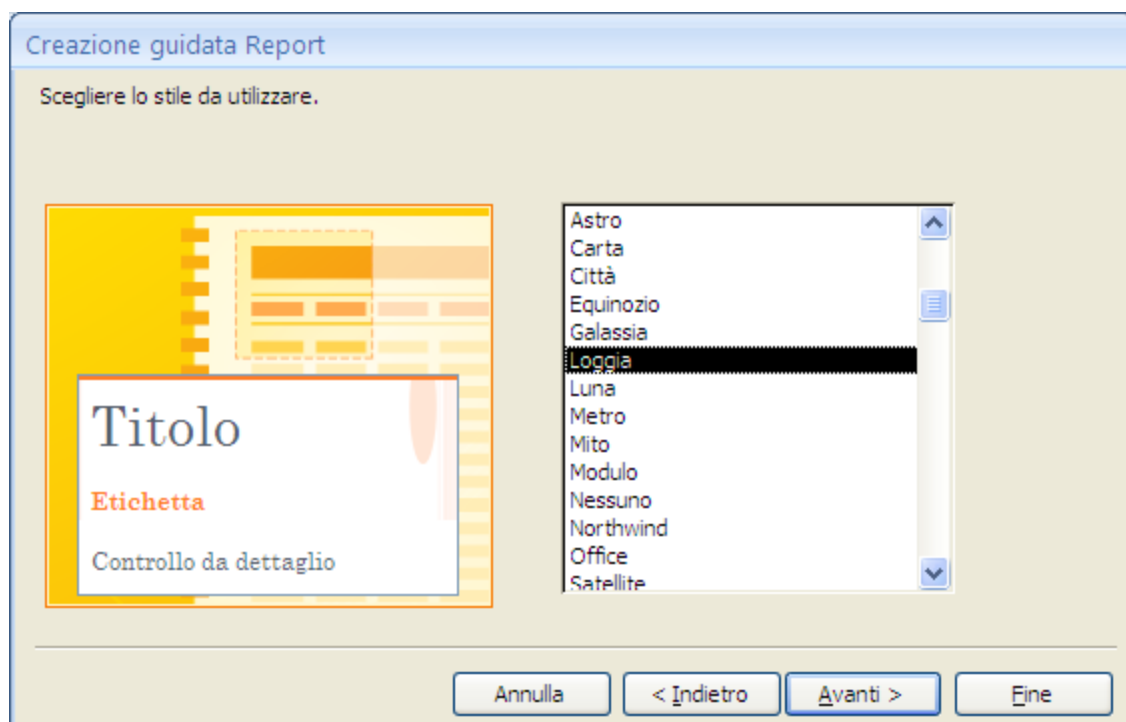 Creazione guidata Report
Scegliere lo stile da utilizzare.
Titolo
Etichetta
Controllo da dettaglio
Astro
Carta
Città
Equinozio
Galassia
Loggia
Luna
Metro
Mito
Modulo
Nessuno
Northwind
Office
Satellite
Annulla < Indietro Avanti > Fine